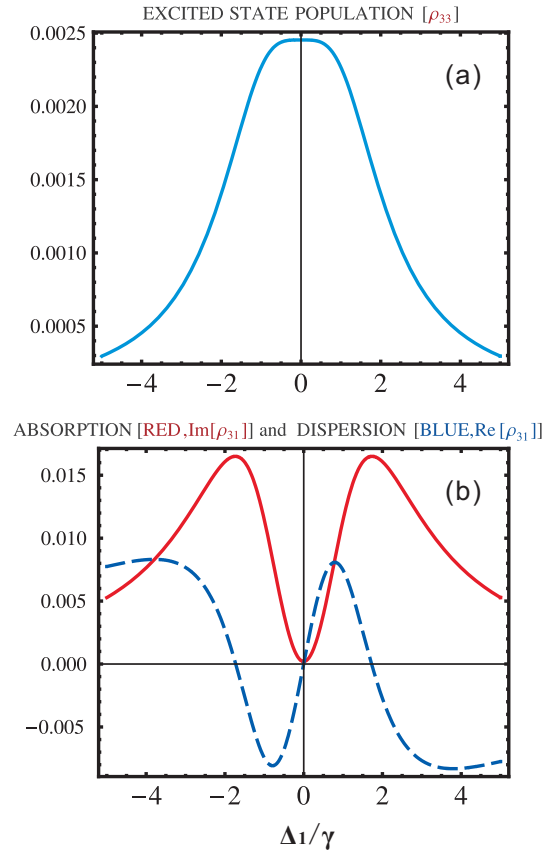 EXCITED STATE POPULATION [ρ33]
0.0025
(a)
0.0020
0.0015
0.0010
0.0005
−4 −2 0 2 4
ABSORPTION [RED,Im[ρ31]] and DISPERSION [BLUE,Re[ρ31]]
0.015
(b)
0.010
0.005
0.000
−0.005
−4 −2 0 2 4
Δ1/γ